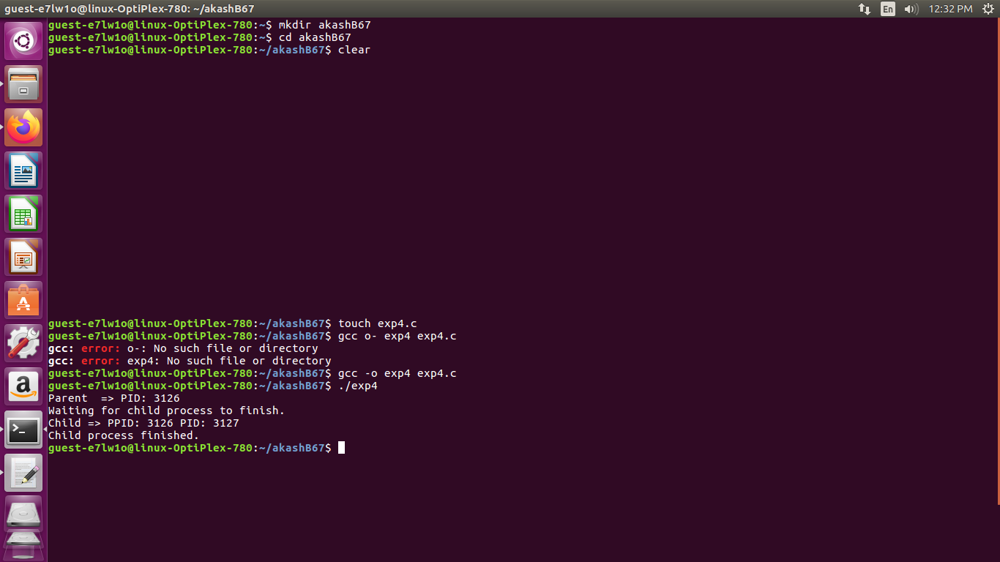 guest-e7lw1o@linux-OptiPlex-780: ~/akashB67
En
12:32 PM
guest-e7lw1o@linux-OptiPlex-780:~$ mkdir akashB67
guest-e7lw1o@linux-OptiPlex-780:~$ cd akashB67
guest-e7lw1o@linux-OptiPlex-780:~/akashB67$ clear
guest-e7lw1o@linux-OptiPlex-780:~/akashB67$ touch exp4.c
guest-e7lw1o@linux-OptiPlex-780:~/akashB67$ gcc o- exp4 exp4.c
gcc: error: o-: No such file or directory
gcc: error: exp4: No such file or directory
guest-e7lw1o@linux-OptiPlex-780:~/akashB67$ gcc -o exp4 exp4.c
guest-e7lw1o@linux-OptiPlex-780:~/akashB67$ ./exp4
Parent  => PID: 3126
Waiting for child process to finish.
Child => PPID: 3126 PID: 3127
Child process finished.
guest-e7lw1o@linux-OptiPlex-780:~/akashB67$